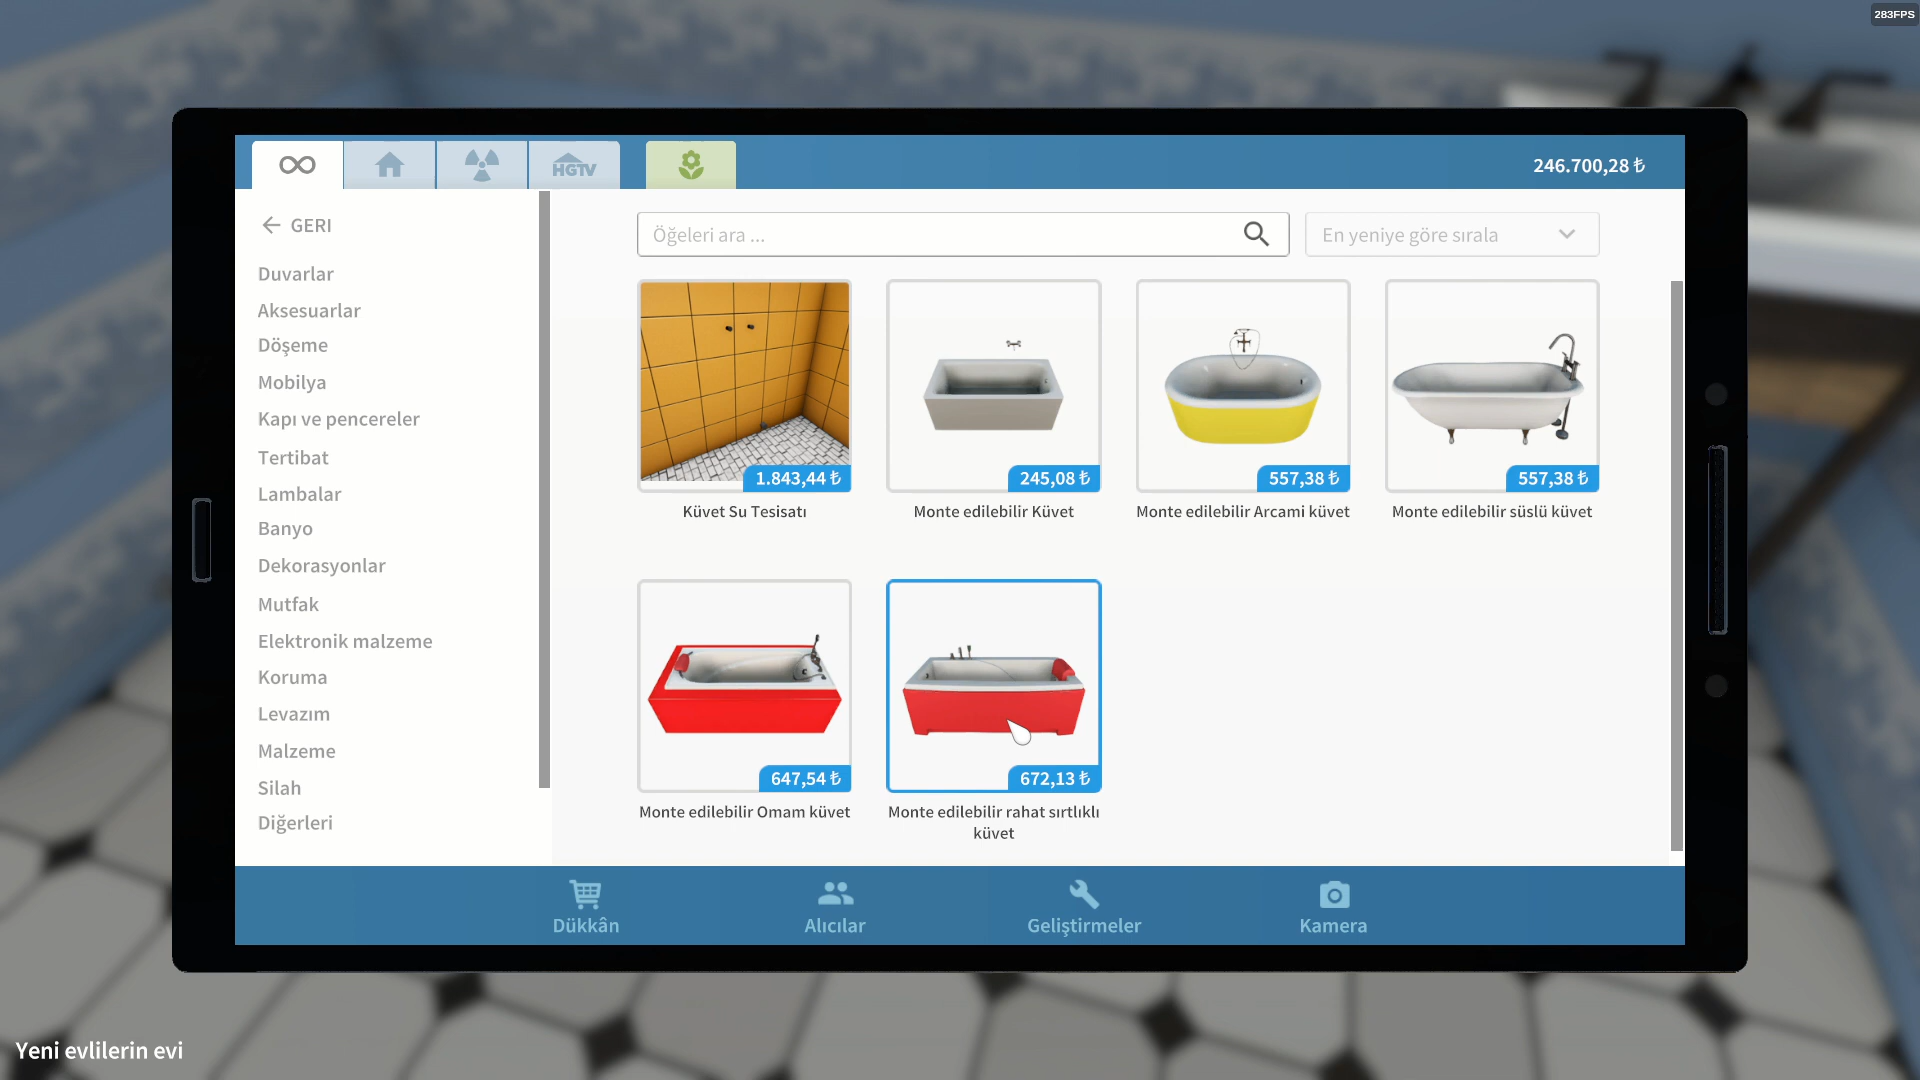 283FPS
HGTV
246.700,28 ₺
GERI
Öğeleri ara ...
En yeniye göre sırala
Duvarlar
Aksesuarlar
Döşeme
Mobilya
Kapı ve pencereler
Tertibat
Lambalar
Banyo
Dekorasyonlar
Mutfak
Elektronik malzeme
Koruma
Levazım
Malzeme
Silah
Diğerleri
1.843,44 ₺
Küvet Su Tesisatı
245,08 ₺
Monte edilebilir Küvet
557,38 ₺
Monte edilebilir Arcami küvet
557,38 ₺
Monte edilebilir süslü küvet
647,54 ₺
Monte edilebilir Omam küvet
672,13 ₺
Monte edilebilir rahat sırtlıklı
küvet
Dükkân
Alıcılar
Geliştirmeler
Kamera
Yeni evlilerin evi